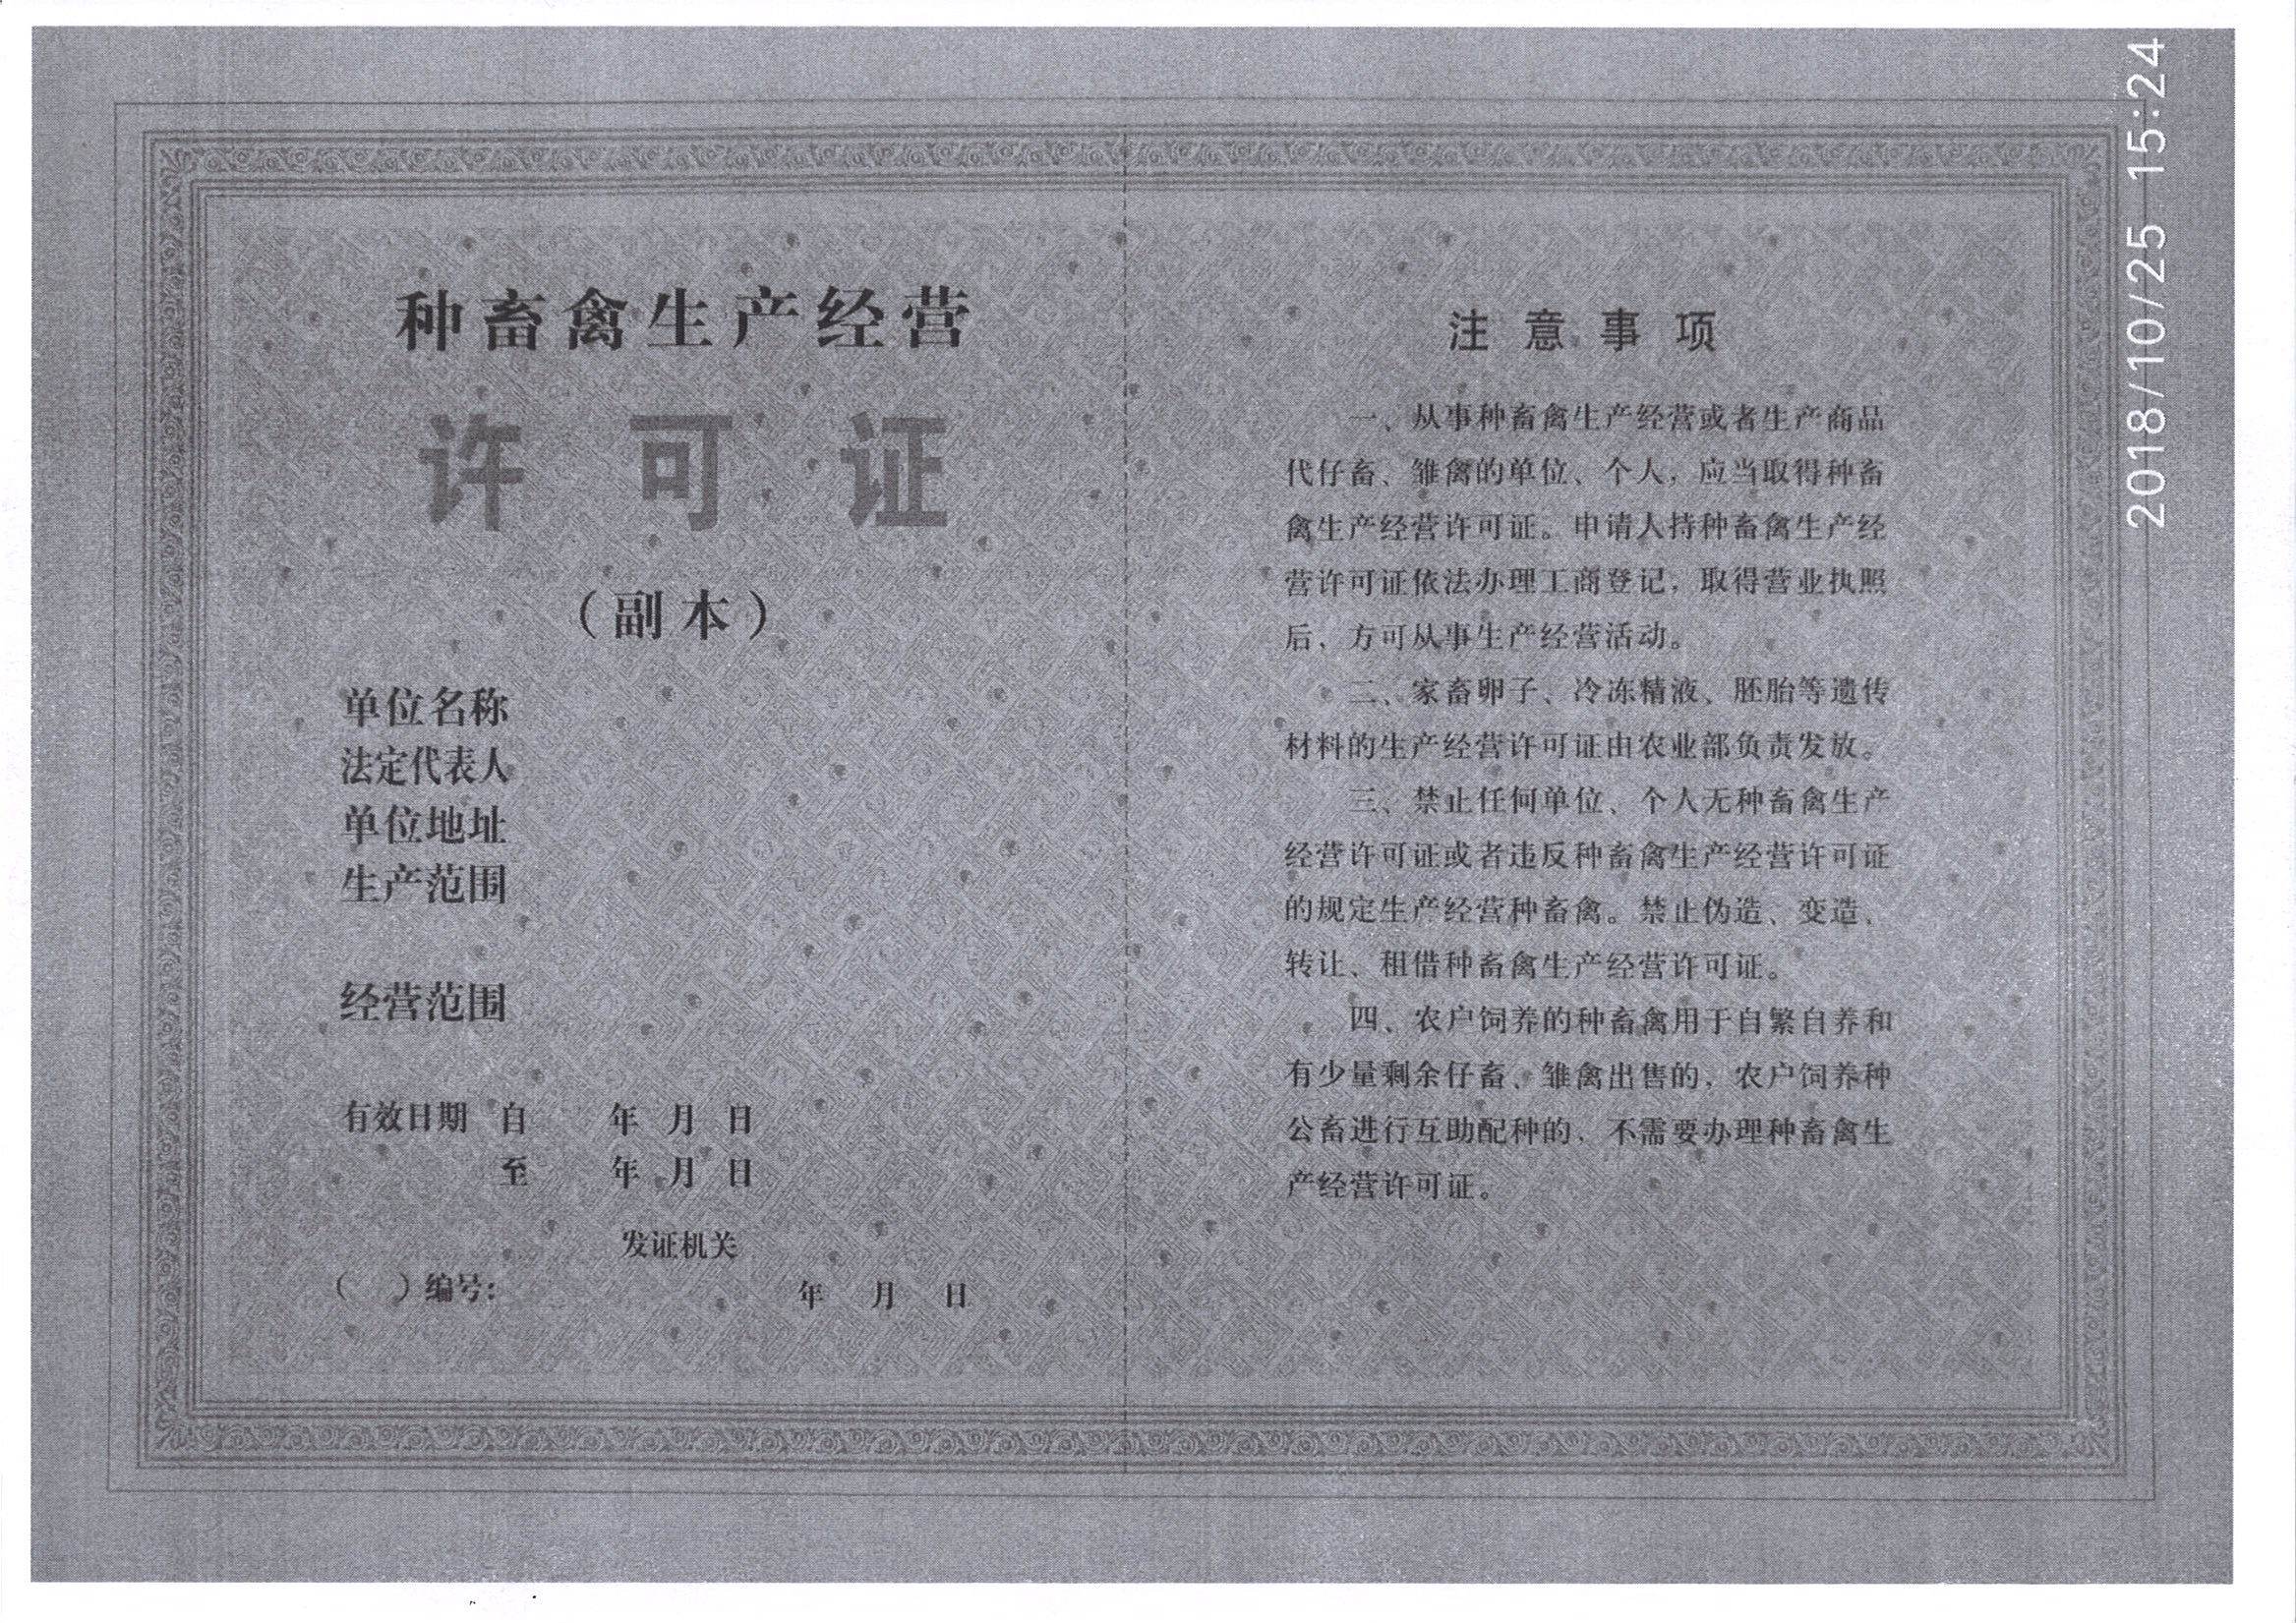 种畜禽生产经营
许可证
（副本）
单位名称
法定代表人
单位地址
生产范围
经营范围
有效日期 自 年 月 日
至 年 月 日
发证机关
（ ）编号：
年 月 日
注意事项
一、从事种畜禽生产经营或者生产商品
代仔畜、雏禽的单位、个人，应当取得种畜
禽生产经营许可证。申请人持种畜禽生产经
营许可证依法办理工商登记，取得营业执照
后，方可从事生产经营活动。
二、家畜卵子、冷冻精液、胚胎等遗传
材料的生产经营许可证由农业部负责发放。
三、禁止任何单位、个人无种畜禽生产
经营许可证或者违反种畜禽生产经营许可证
的规定生产经营种畜禽。禁止伪造、变造、
转让、租借种畜禽生产经营许可证。
四、农户饲养的种畜禽用于自繁自养和
有少量剩余仔畜、雏禽出售的，农户饲养种
公畜进行互助配种的，不需要办理种畜禽生
产经营许可证。
2018/10/25 15:24